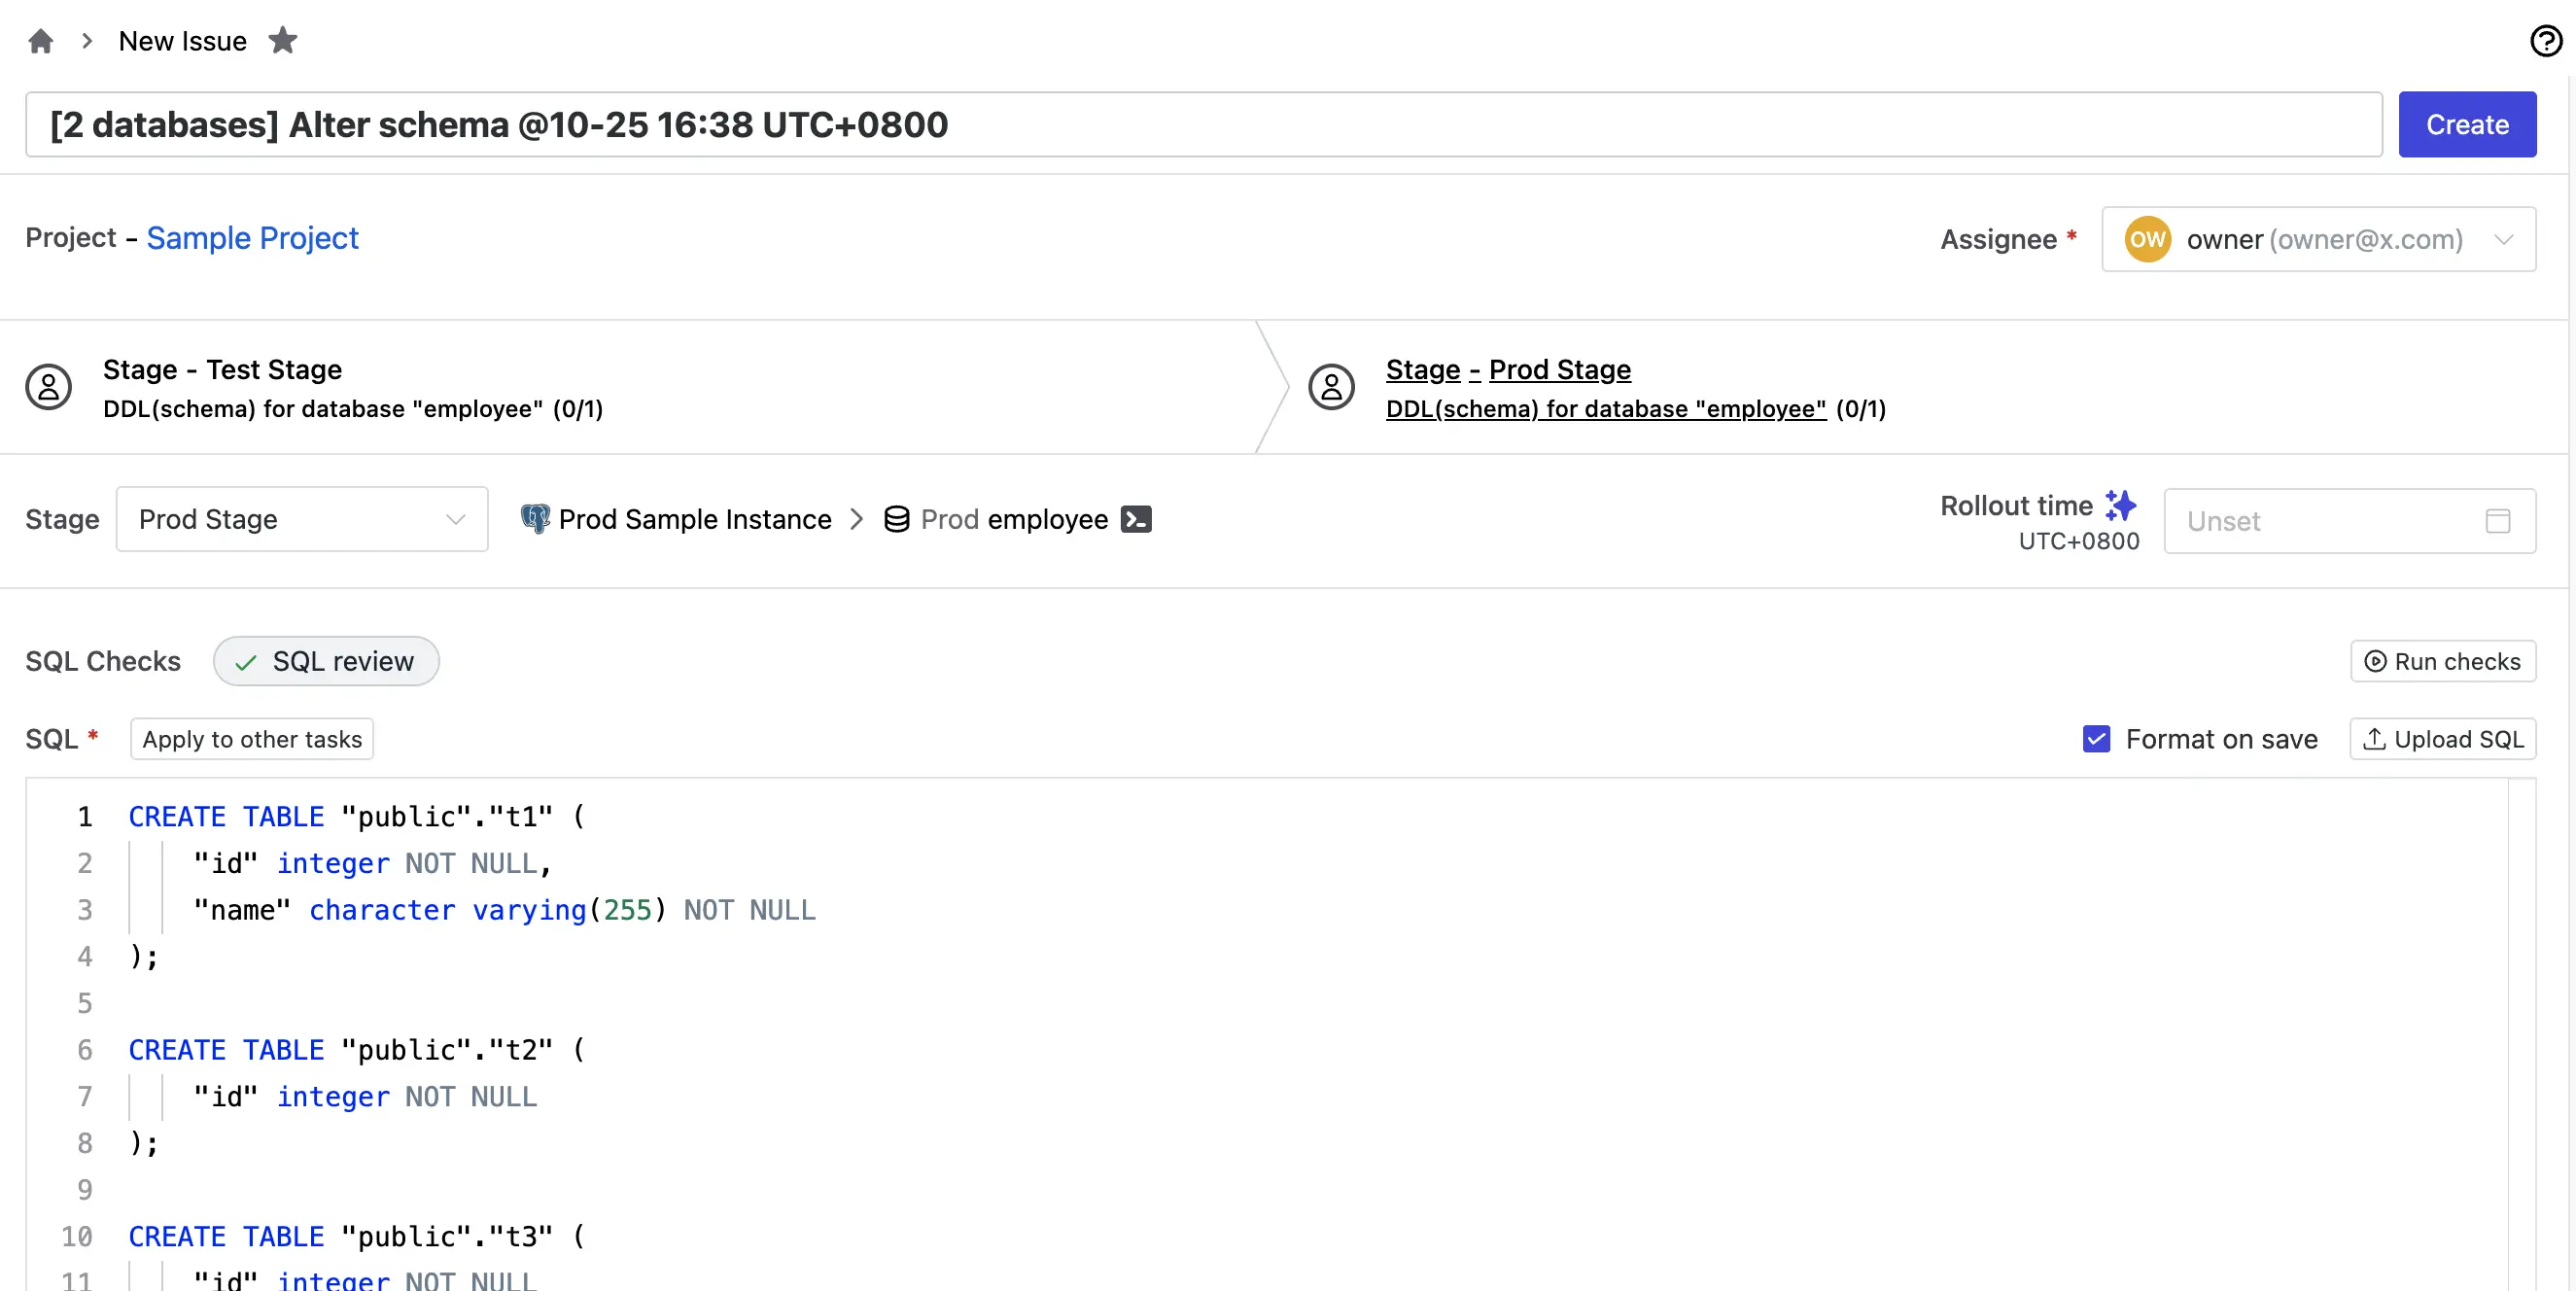 New Issue
[2 databases] Alter schema @10-25 16:38 UTC+0800
Create
Project - Sample Project
Assignee *
OW owner (owner@x.com)
Stage - Test Stage
DDL(schema) for database "employee" (0/1)
Stage - Prod Stage
DDL(schema) for database "employee" (0/1)
Stage
Prod Stage
Prod Sample Instance
Prod employee
Rollout time
UTC+0800
Unset
SQL Checks
SQL review
Run checks
SQL *
Apply to other tasks
Format on save
Upload SQL
1 CREATE TABLE "public"."t1" (
2 "id" integer NOT NULL,
3 "name" character varying(255) NOT NULL
4 );
5
6 CREATE TABLE "public"."t2" (
7 "id" integer NOT NULL
8 );
9
10 CREATE TABLE "public"."t3" (
11 "id" integer NOT NULL